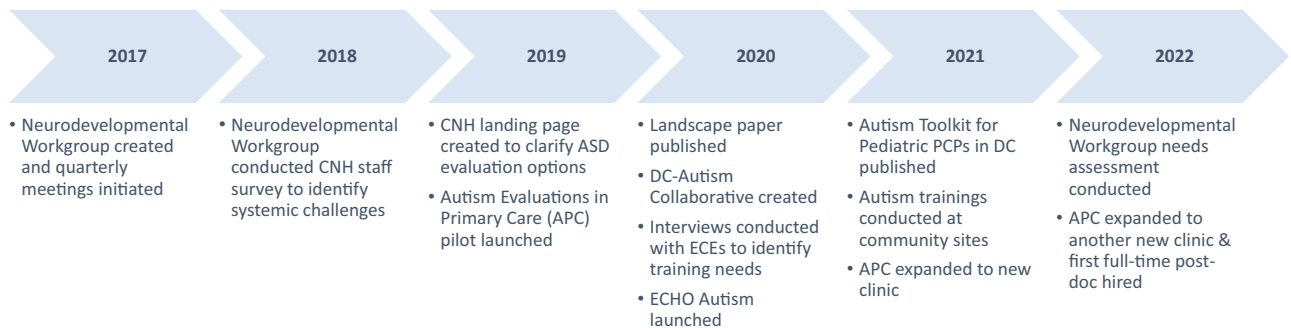 2017
2018
2019
2020
2021
2022
• Neurodevelopmental
Workgroup created
and quarterly
meetings initiated
• Neurodevelopmental
Workgroup
conducted CNH staff
survey to identify
systemic challenges
• CNH landing page
created to clarify ASD
evaluation options
• Autism Evaluations in
Primary Care (APC)
pilot launched
• Landscape paper
published
• DC-Autism
Collaborative created
• Interviews conducted
with ECEs to identify
training needs
• ECHO Autism
launched
• Autism Toolkit for
Pediatric PCPs in DC
published
• Autism trainings
conducted at
community sites
• APC expanded to new
clinic
• Neurodevelopmental
Workgroup needs
assessment
conducted
• APC expanded to
another new clinic &
first full-time post-
doc hired